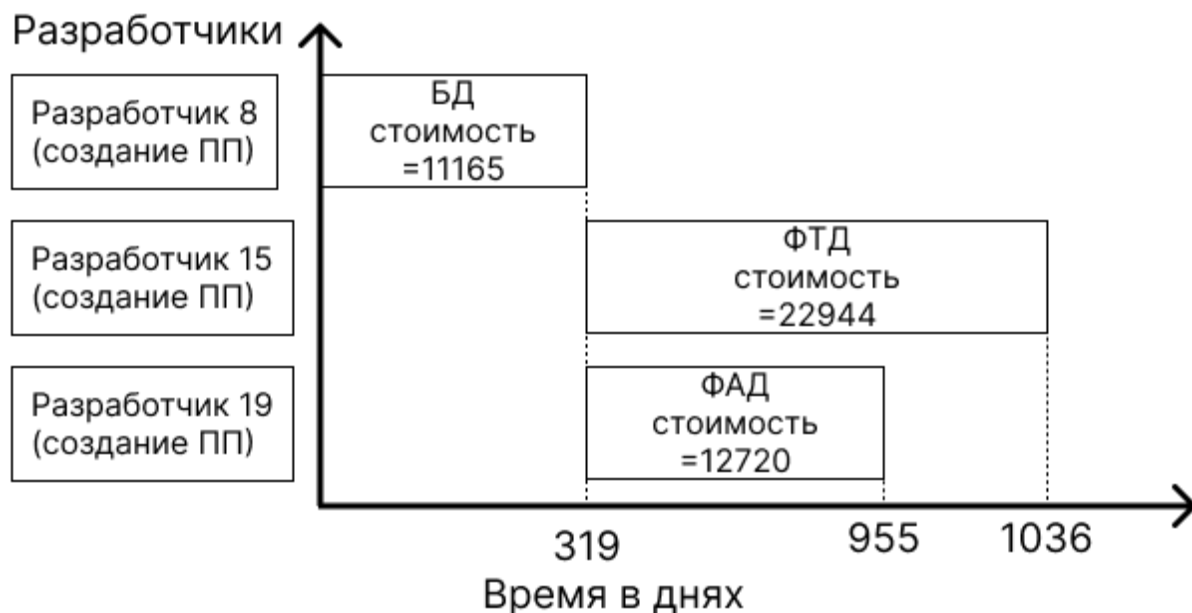 Разработчики
Разработчик 8
(создание ПП)
БД
стоимость
=11165
Разработчик 15
(создание ПП)
ФТД
стоимость
=22944
Разработчик 19
(создание ПП)
ФАД
стоимость
=12720
319
955
1036
Время в днях